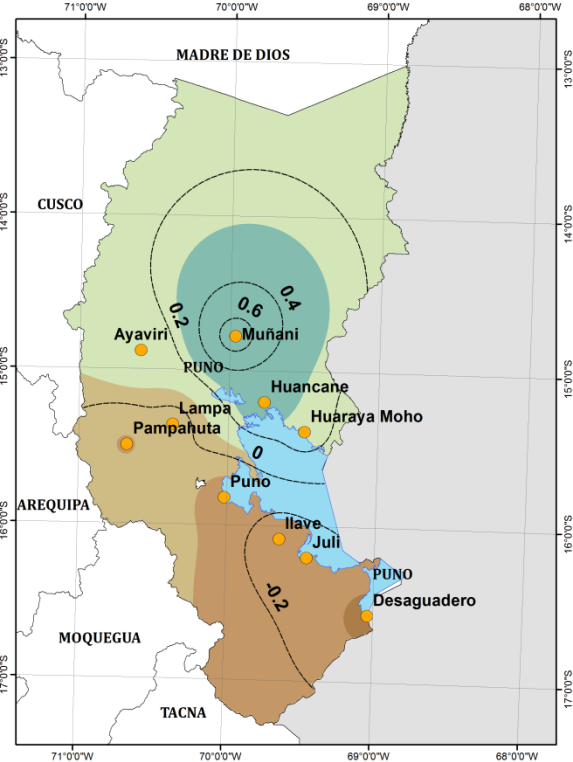 71°0'0"W 70°0'0"W 69°0'0"W 68°0'0"W
MADRE DE DIOS
13°0'0"S 13°0'0"S
CUSCO
14°0'0"S 14°0'0"S
0.4
0.6
0.2
Ayaviri Muñani
PUNO
15°0'0"S 15°0'0"S
Huancane
Lampa Huaraya Moho
Pampahuta
0
Puno
AREQUIPA
16°0'0"S 16°0'0"S
Ilave
Juli
PUNO
-0.2
Desaguadero
MOQUEGUA
17°0'0"S 17°0'0"S
TACNA
71°0'0"W 70°0'0"W 69°0'0"W 68°0'0"W